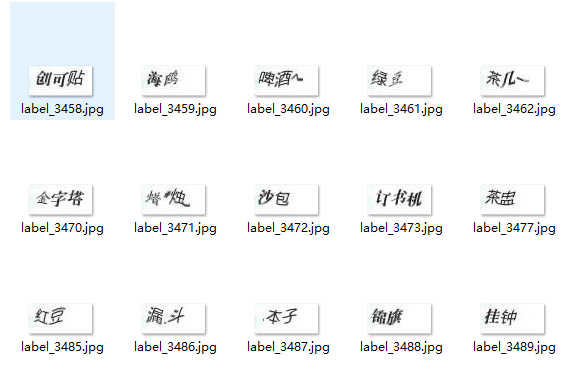 创可贴 海鸥 啤酒 绿豆 茶几
label_3458.jpg label_3459.jpg label_3460.jpg label_3461.jpg label_3462.jpg
金字塔 蜡烛 沙包 订书机 茶盅
label_3470.jpg label_3471.jpg label_3472.jpg label_3473.jpg label_3477.jpg
红豆 漏斗 本子 锦旗 挂钟
label_3485.jpg label_3486.jpg label_3487.jpg label_3488.jpg label_3489.jpg